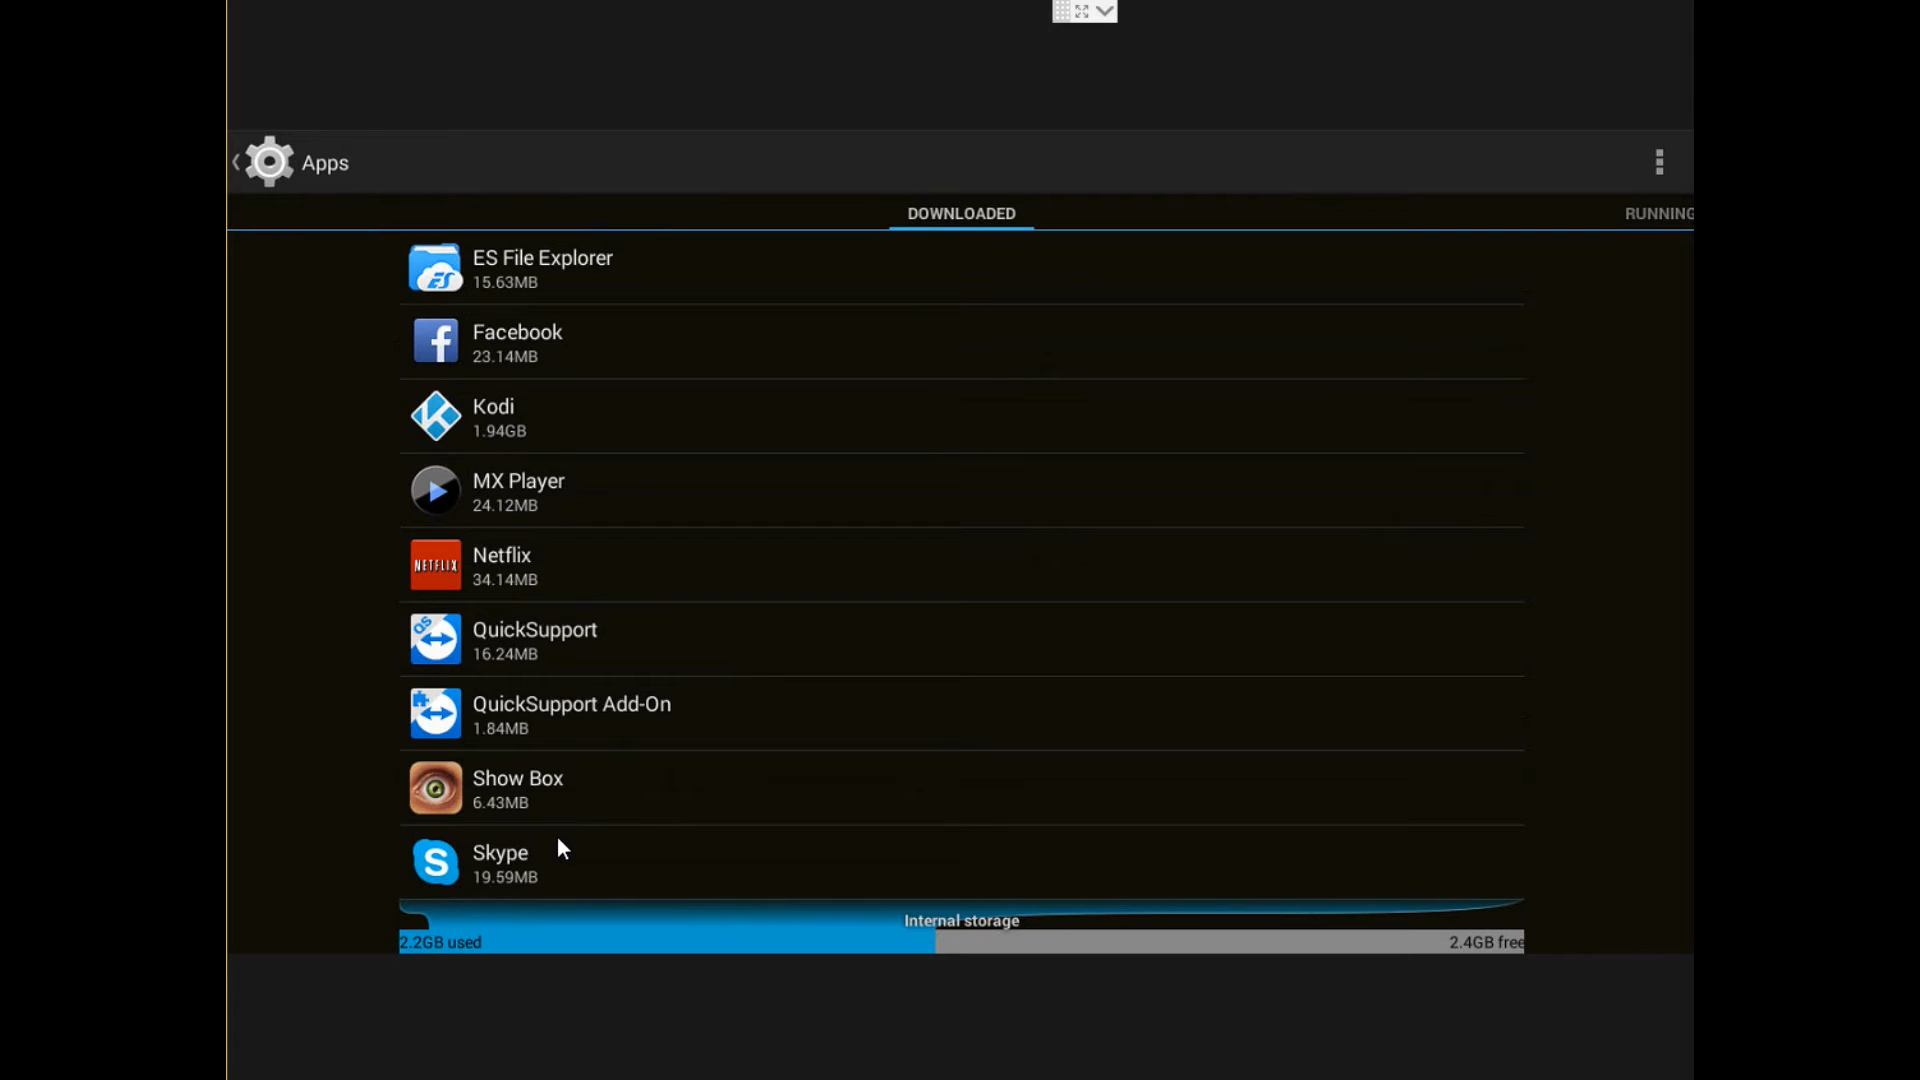 Apps
DOWNLOADED
RUNNING
ES File Explorer
15.63MB
Facebook
23.14MB
Kodi
1.94GB
MX Player
24.12MB
NETFLIX
Netflix
34.14MB
QS
QuickSupport
16.24MB
QuickSupport Add-On
1.84MB
Show Box
6.43MB
Skype
19.59MB
Internal storage
2.2GB used
2.4GB free